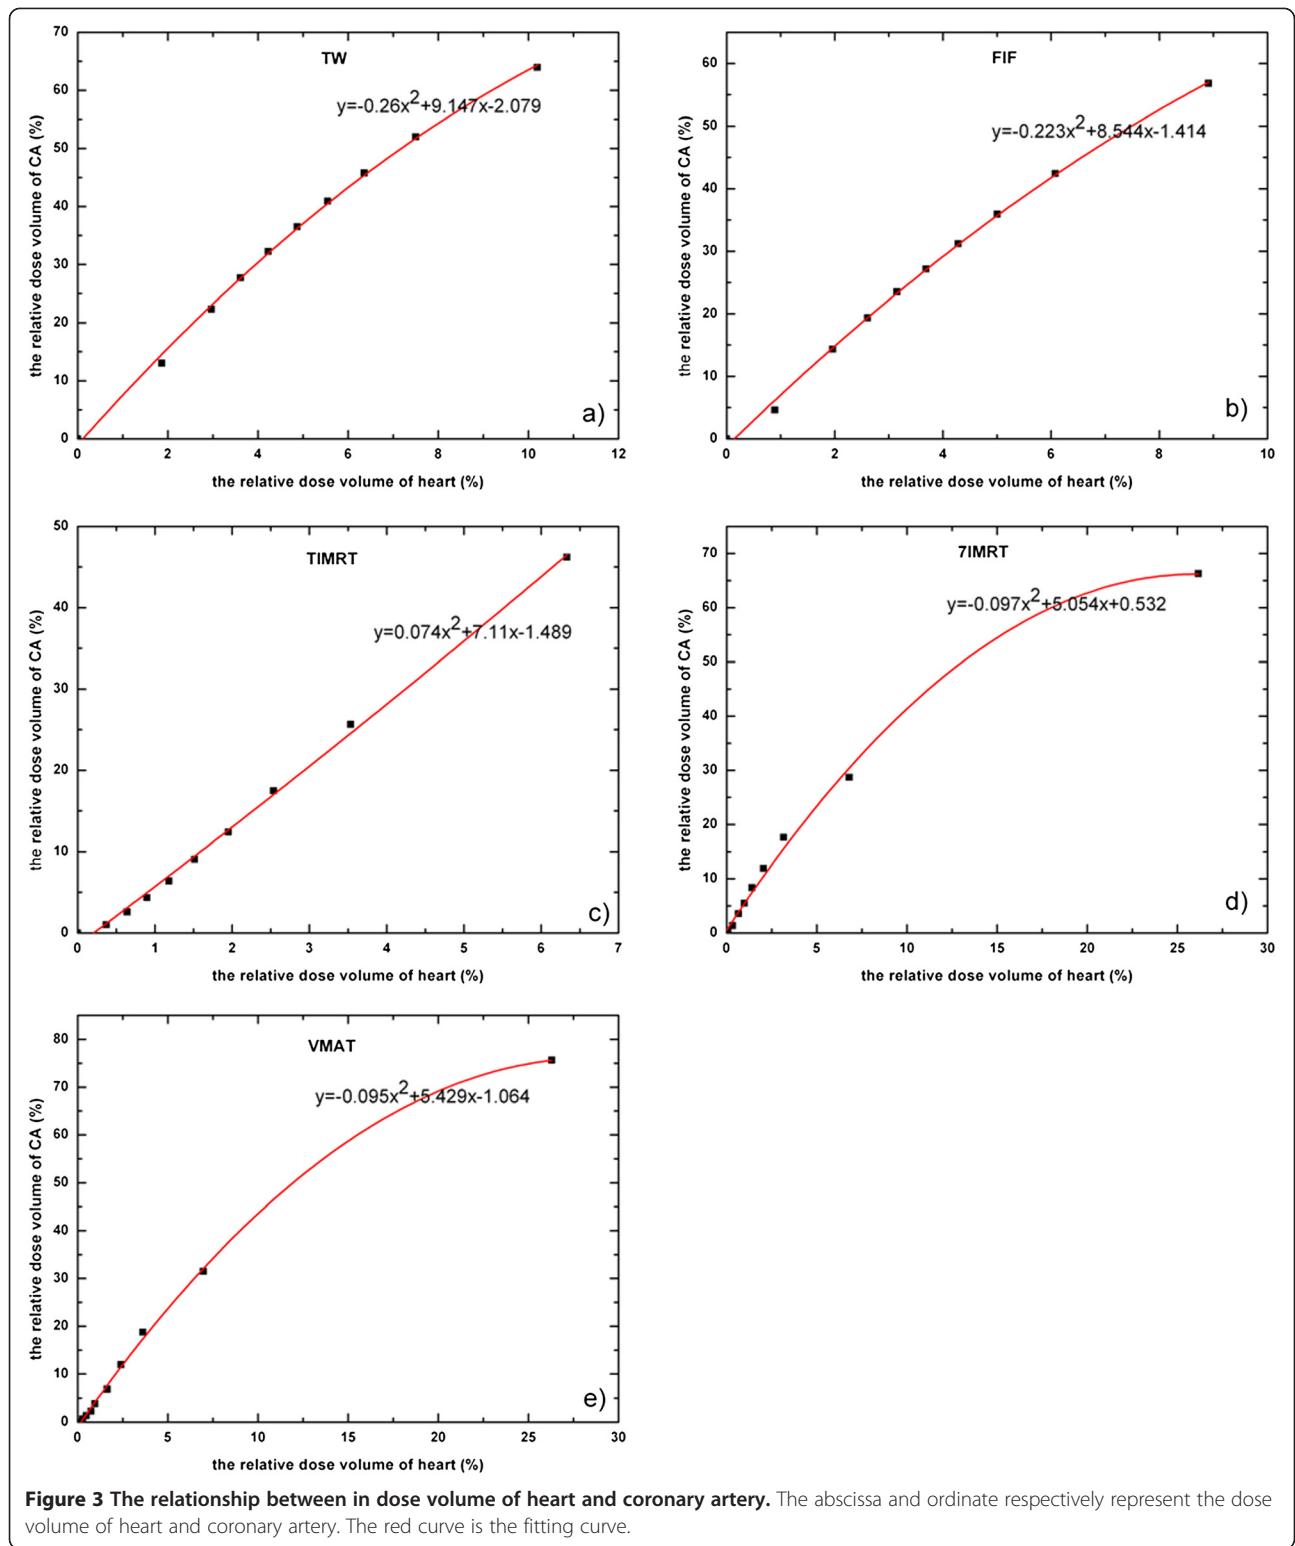 TW
y=-0.26x²+9.147x-2.079
the relative dose volume of CA (%)
70
60
50
40
30
20
10
0
a)
0 2 4 6 8 10 12
the relative dose volume of heart (%)
FIF
y=-0.223x²+8.544x-1.414
the relative dose volume of CA (%)
60
50
40
30
20
10
0
b)
0 2 4 6 8 10
the relative dose volume of heart (%)
TIMRT
y=0.074x²+7.11x-1.489
the relative dose volume of CA (%)
50
40
30
20
10
0
c)
0 1 2 3 4 5 6 7
the relative dose volume of heart (%)
7IMRT
y=-0.097x²+5.054x+0.532
the relative dose volume of CA (%)
70
60
50
40
30
20
10
0
d)
0 5 10 15 20 25 30
the relative dose volume of heart (%)
VMAT
y=-0.095x²+5.429x-1.064
the relative dose volume of CA (%)
80
70
60
50
40
30
20
10
0
e)
0 5 10 15 20 25 30
the relative dose volume of heart (%)
Figure 3 The relationship between in dose volume of heart and coronary artery. The abscissa and ordinate respectively represent the dose
volume of heart and coronary artery. The red curve is the fitting curve.